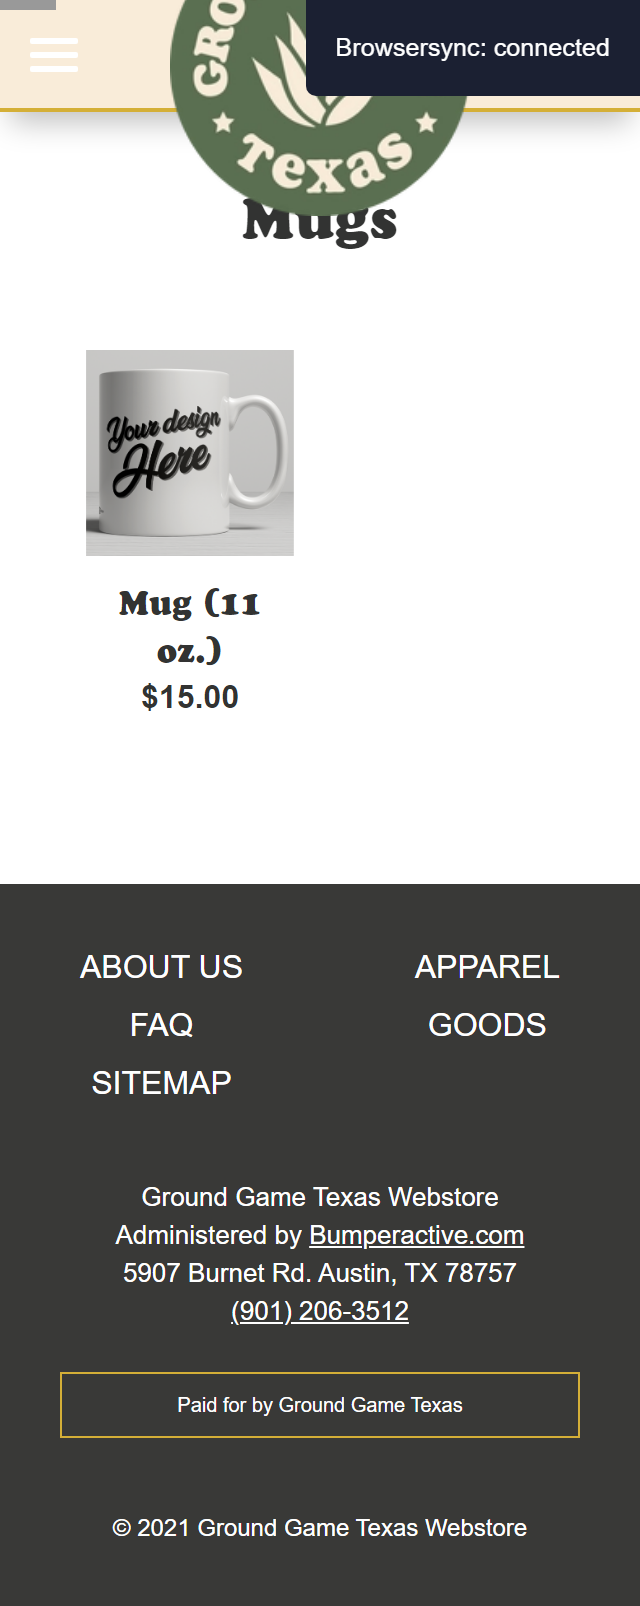 GRO
Texas
Browsersync: connected
Mugs
Your design
Here
Mug (11
oz.)
$15.00
ABOUT US
APPAREL
FAQ
GOODS
SITEMAP
Ground Game Texas Webstore
Administered by Bumperactive.com
5907 Burnet Rd. Austin, TX 78757
(901) 206-3512
Paid for by Ground Game Texas
© 2021 Ground Game Texas Webstore